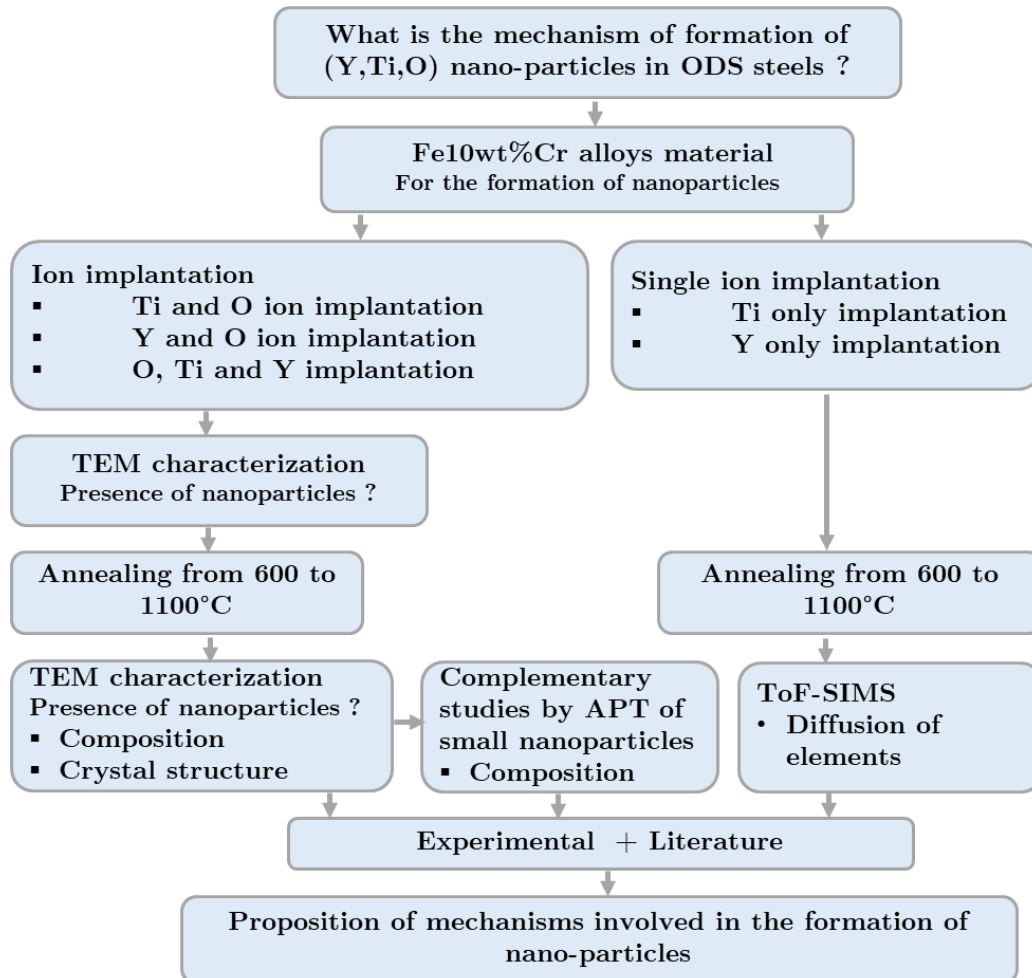 What is the mechanism of formation of
(Y,Ti,O) nano-particles in ODS steels ?
Fe10wt%Cr alloys material
For the formation of nanoparticles
Ion implantation
▪ Ti and O ion implantation
▪ Y and O ion implantation
▪ O, Ti and Y implantation
Single ion implantation
▪ Ti only implantation
▪ Y only implantation
TEM characterization
Presence of nanoparticles ?
Annealing from 600 to
1100°C
Annealing from 600 to
1100°C
TEM characterization
Presence of nanoparticles ?
▪ Composition
▪ Crystal structure
Complementary
studies by APT of
small nanoparticles
▪ Composition
ToF-SIMS
• Diffusion of
elements
Experimental + Literature
Proposition of mechanisms involved in the formation of
nano-particles